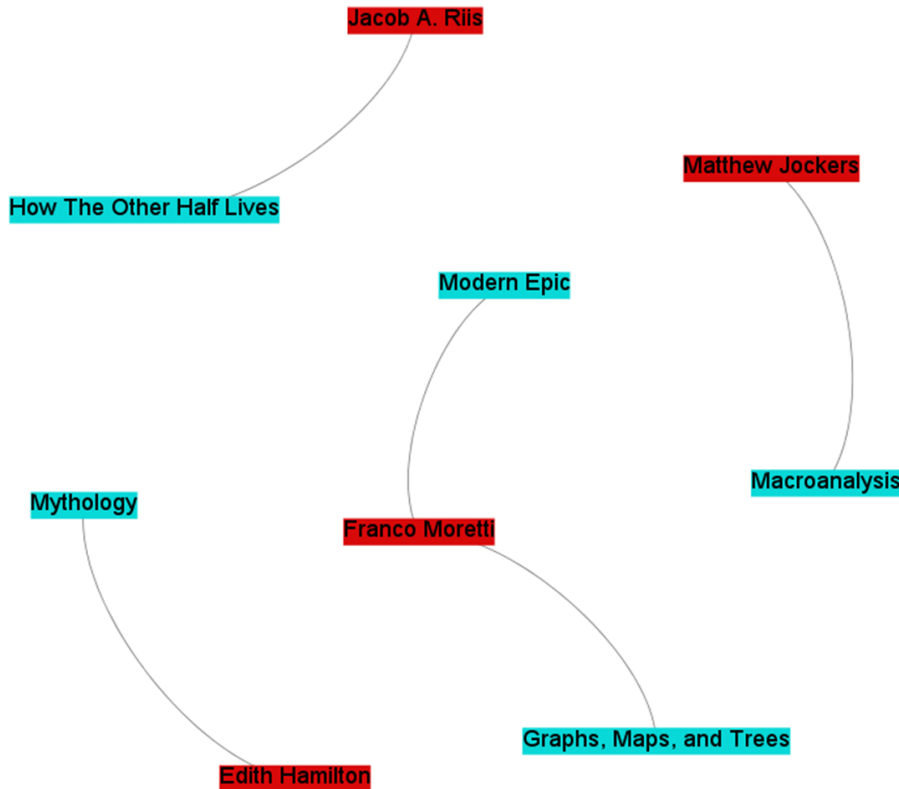 Jacob A. Riis
Matthew Jockers
How The Other Half Lives
Modern Epic
Macroanalysis
Mythology
Franco Moretti
Graphs, Maps, and Trees
Edith Hamilton